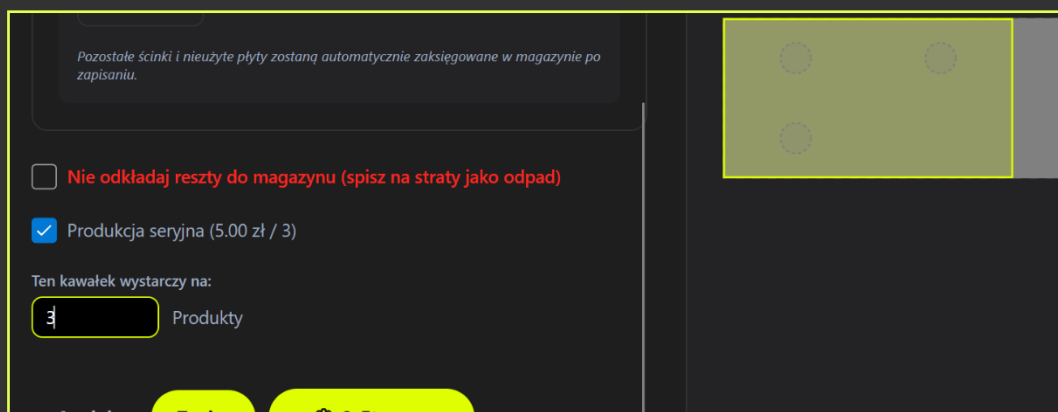 Pozostałe ścinki i nieużyte płyty zostaną automatycznie zaksięgowane w magazynie po
zapisaniu.
Nie odkładaj reszty do magazynu (spisz na straty jako odpad)
Produkcja seryjna (5.00 zł / 3)
Ten kawałek wystarczy na:
3 Produkty